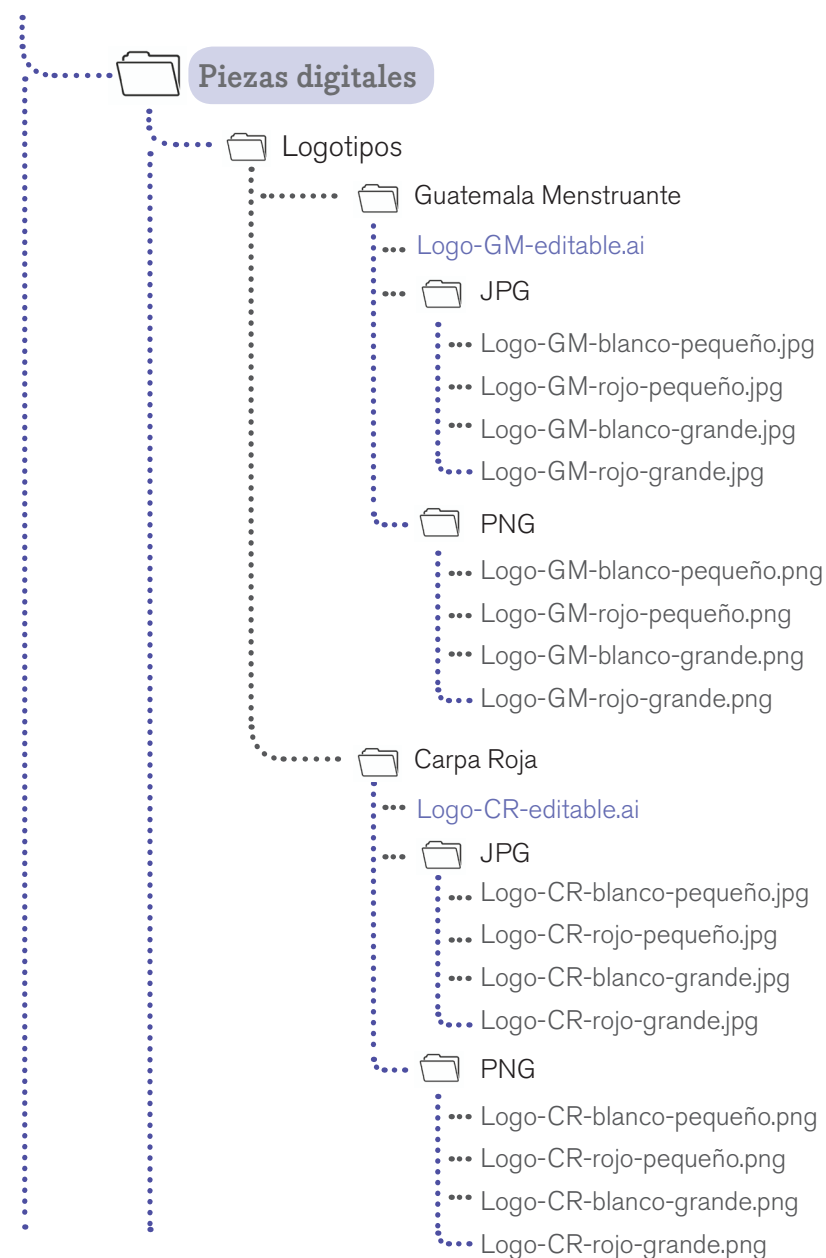 Piezas digitales
Logotipos
Guatemala Menstruante
Logo-GM-editable.ai
JPG
Logo-GM-blanco-pequeño.jpg
Logo-GM-rojo-pequeño.jpg
Logo-GM-blanco-grande.jpg
Logo-GM-rojo-grande.jpg
PNG
Logo-GM-blanco-pequeño.png
Logo-GM-rojo-pequeño.png
Logo-GM-blanco-grande.png
Logo-GM-rojo-grande.png
Carpa Roja
Logo-CR-editable.ai
JPG
Logo-CR-blanco-pequeño.jpg
Logo-CR-rojo-pequeño.jpg
Logo-CR-blanco-grande.jpg
Logo-CR-rojo-grande.jpg
PNG
Logo-CR-blanco-pequeño.png
Logo-CR-rojo-pequeño.png
Logo-CR-blanco-grande.png
Logo-CR-rojo-grande.png